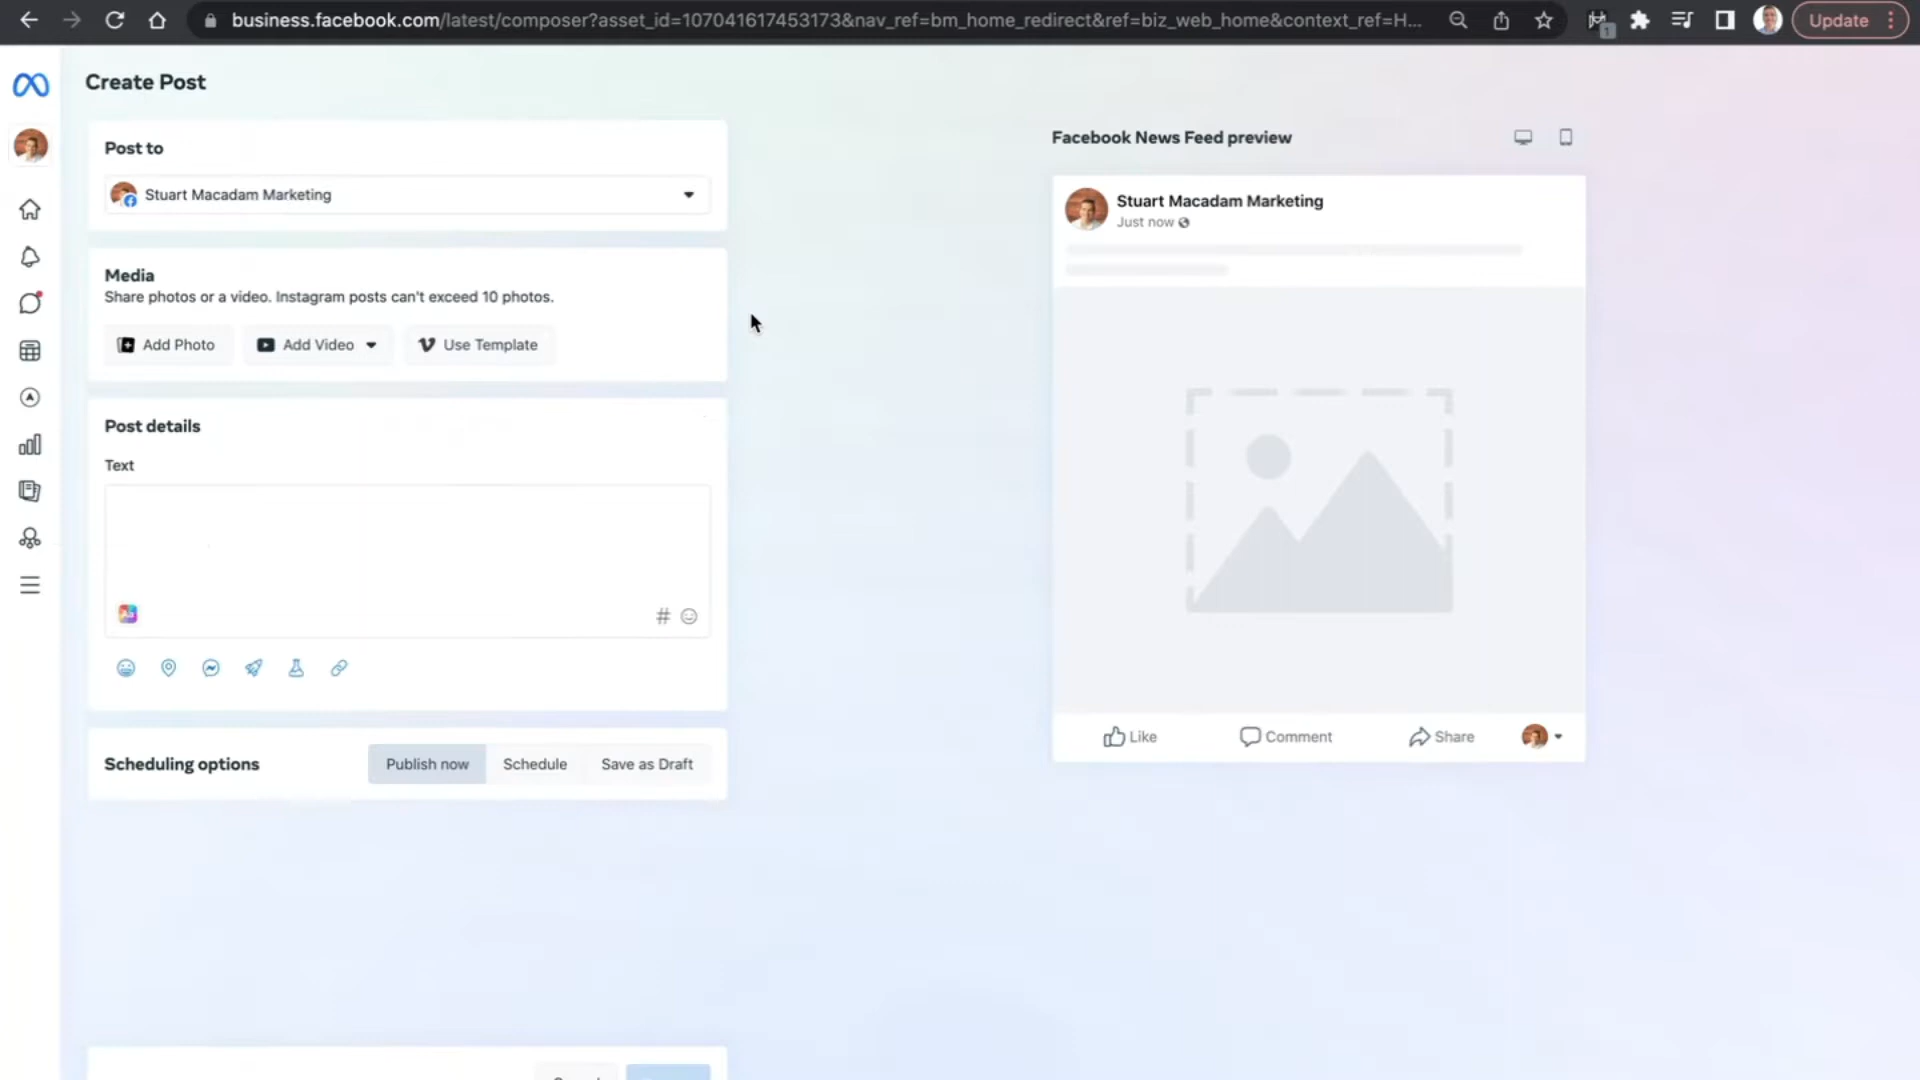 business.facebook.com/latest/composer?asset_id=107041617453173&nav_ref=bm_home_redirect&ref=biz_web_home&context_ref=H...
1
Update
Create Post
Post to
Stuart Macadam Marketing
Media
Share photos or a video. Instagram posts can't exceed 10 photos.
Add Photo
Add Video
Use Template
Post details
Text
#
Scheduling options
Publish now
Schedule
Save as Draft
Facebook News Feed preview
Stuart Macadam Marketing
Just now
Like
Comment
Share